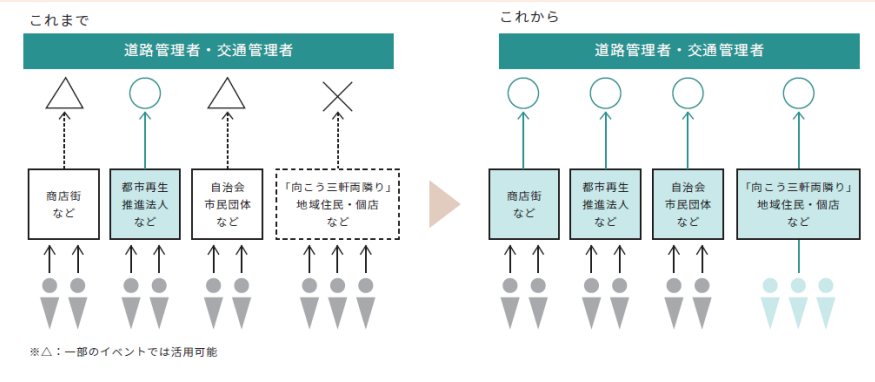 これまで
道路管理者・交通管理者
商店街
など
都市再生
推進法人
など
自治会
市民団体
など
「向こう三軒両隣り」
地域住民・個店
など
※△：一部のイベントでは活用可能
これから
道路管理者・交通管理者
商店街
など
都市再生
推進法人
など
自治会
市民団体
など
「向こう三軒両隣り」
地域住民・個店
など